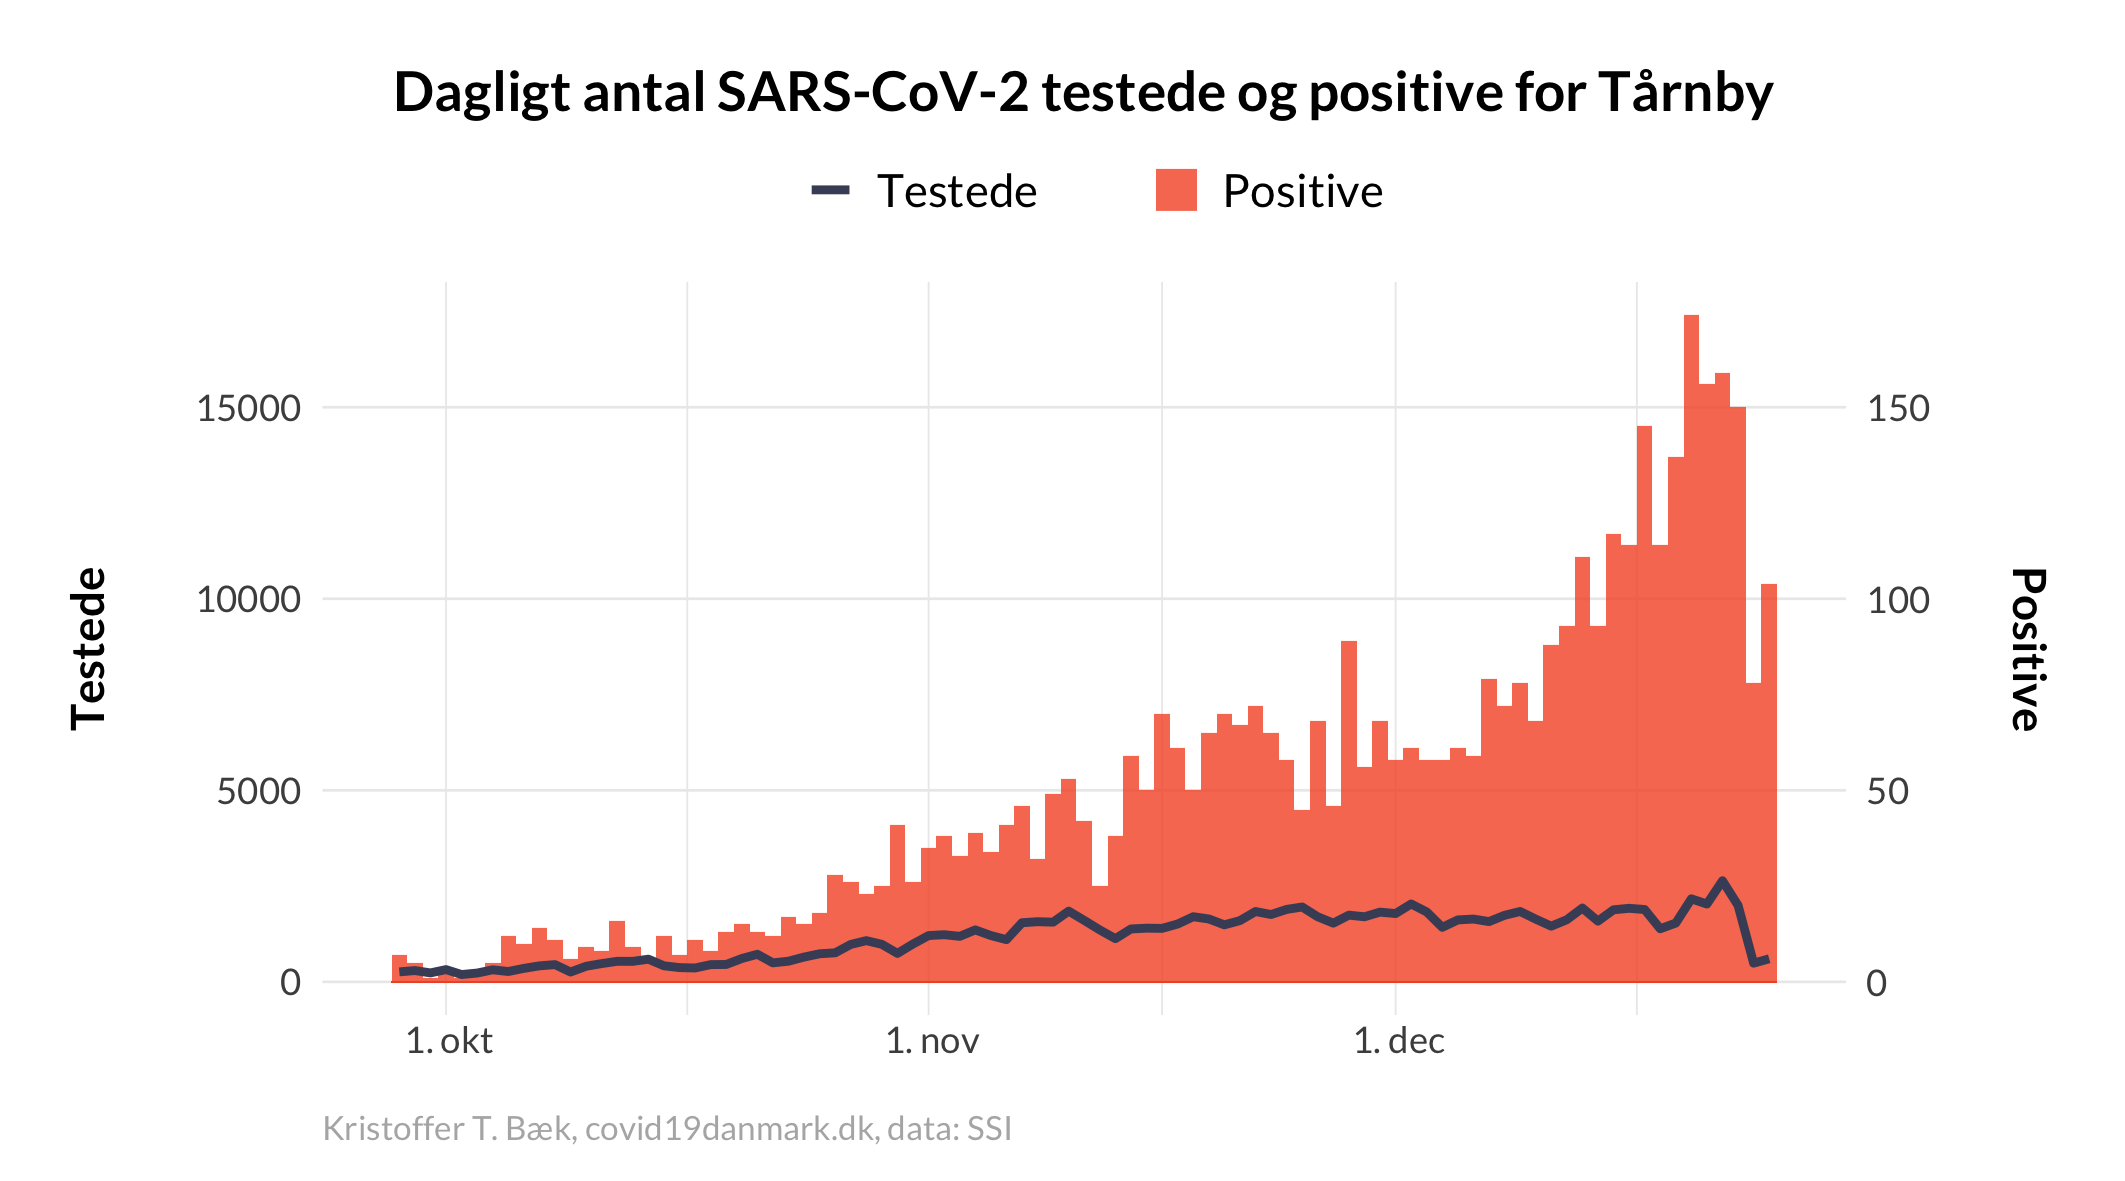 Dagligt antal SARS-CoV-2 testede og positive for Tårnby
Testede
Positive
15000
10000
5000
0
150
100
50
0
Testede
Positive
1. okt
1. nov
1. dec
Kristoffer T. Bæk, covid19danmark.dk, data: SSI